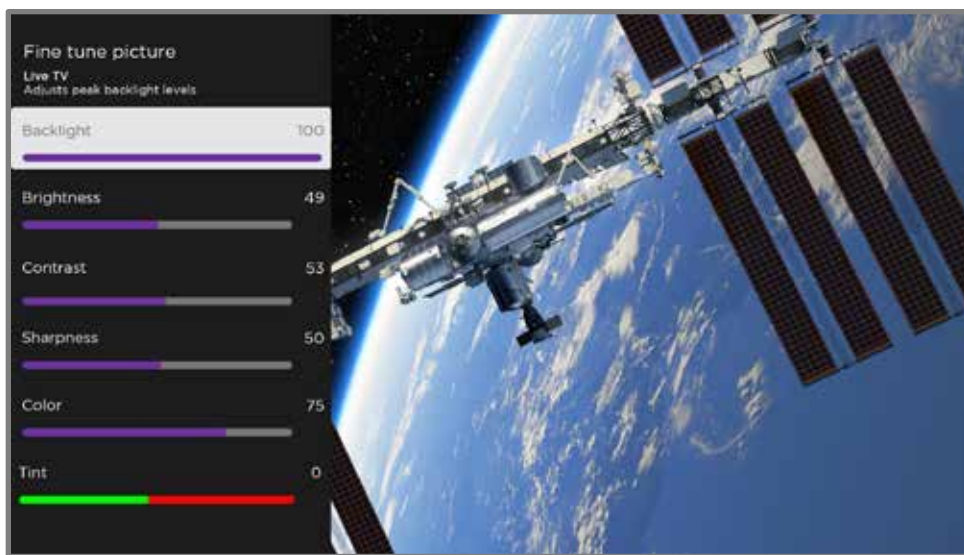 Fine tune picture
Live TV
Adjusts peak backlight levels
Backlight 100
Brightness 49
Contrast 53
Sharpness 50
Color 75
Tint 0